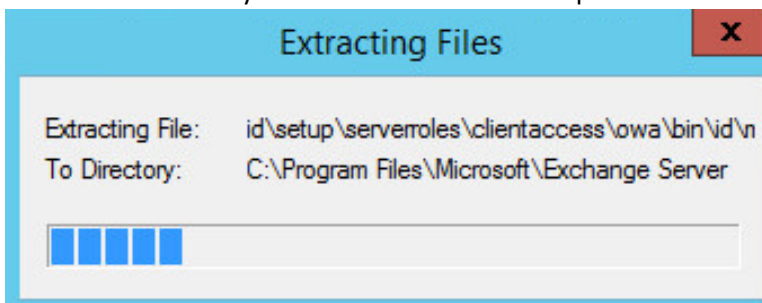 Extracting Files
x
Extracting File: id\setup\serverroles\clientaccess\owa\bin\id\n
To Directory: C:\Program Files\Microsoft\Exchange Server